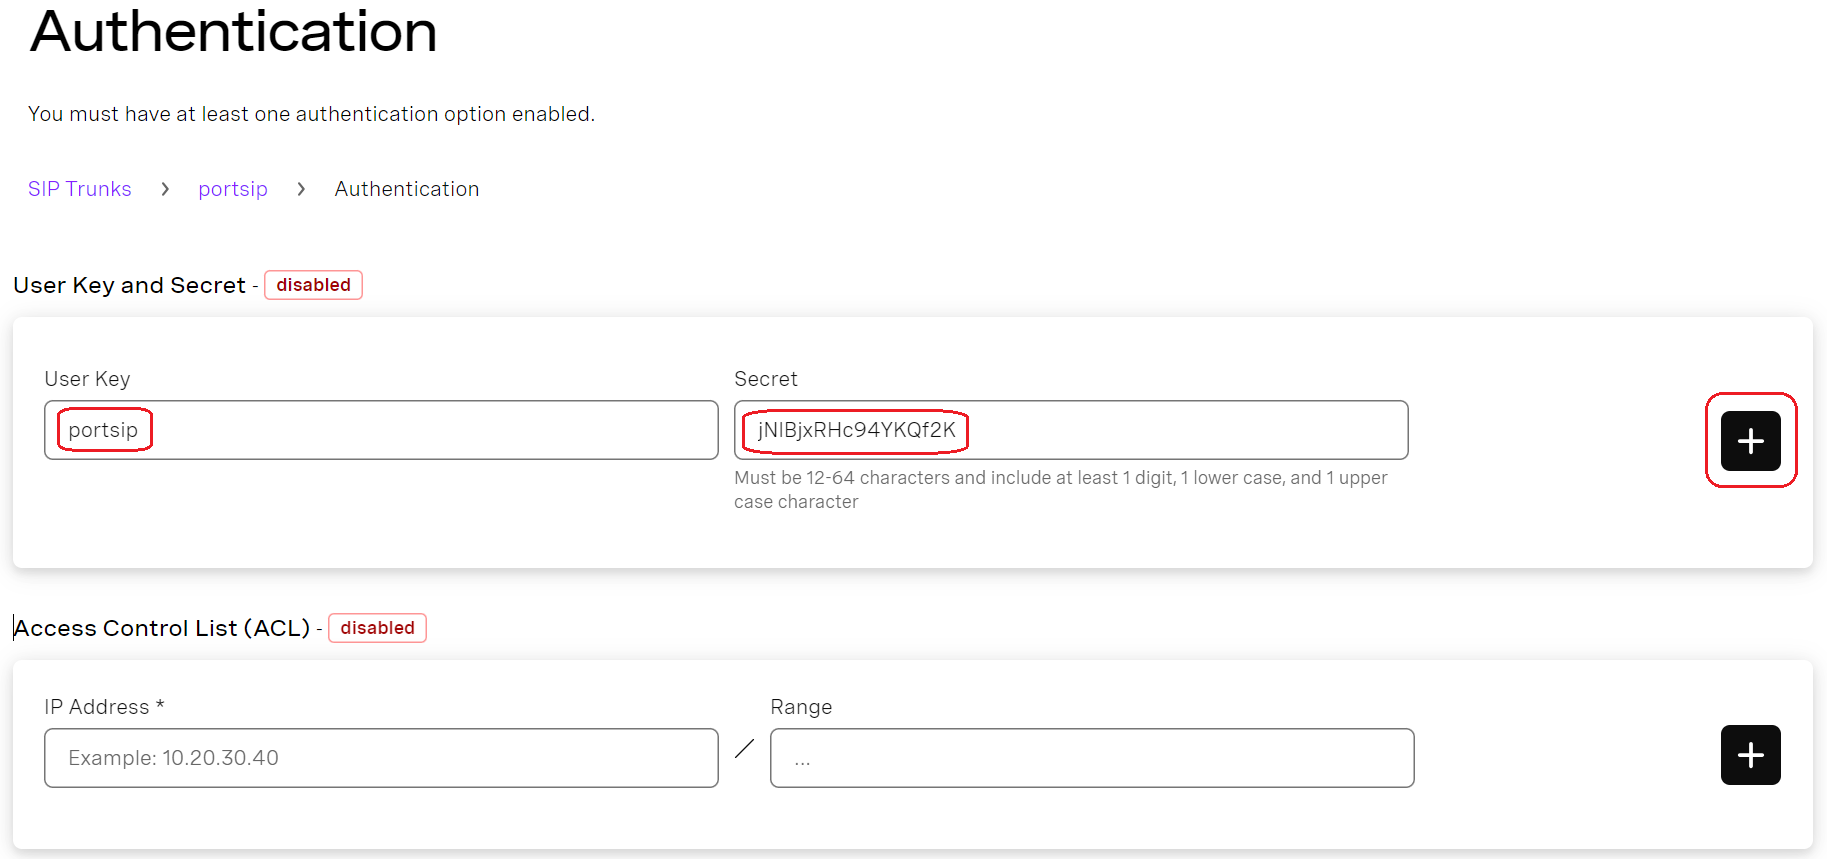 Authentication
You must have at least one authentication option enabled.
SIP Trunks > portsip > Authentication
User Key and Secret - disabled
User Key
Secret
portsip
jNIBjxRHc94YKQf2K
Must be 12-64 characters and include at least 1 digit, 1 lower case, and 1 upper
case character
Access Control List (ACL) - disabled
IP Address *
Range
Example: 10.20.30.40
/
...